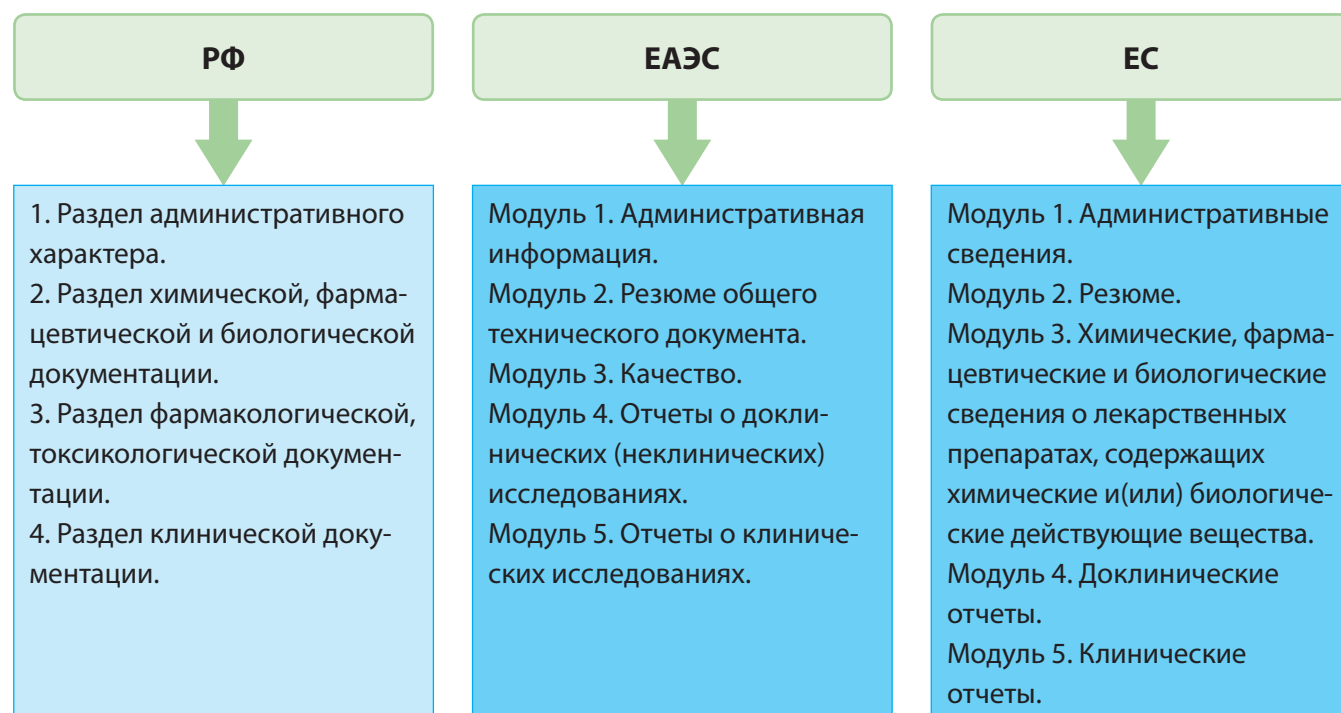 РФ
1. Раздел административного
характера.
2. Раздел химической, фарма-
цевтической и биологической
документации.
3. Раздел фармакологической,
токсикологической докумен-
тации.
4. Раздел клинической доку-
ментации.
ЕАЭС
Модуль 1. Административная
информация.
Модуль 2. Резюме общего
технического документа.
Модуль 3. Качество.
Модуль 4. Отчеты о докли-
нических (неклинических)
исследованиях.
Модуль 5. Отчеты о клиниче-
ских исследованиях.
ЕС
Модуль 1. Административные
сведения.
Модуль 2. Резюме.
Модуль 3. Химические, фарма-
цевтические и биологические
сведения о лекарственных
препаратах, содержащих
химические и(или) биологиче-
ские действующие вещества.
Модуль 4. Доклинические
отчеты.
Модуль 5. Клинические
отчеты.